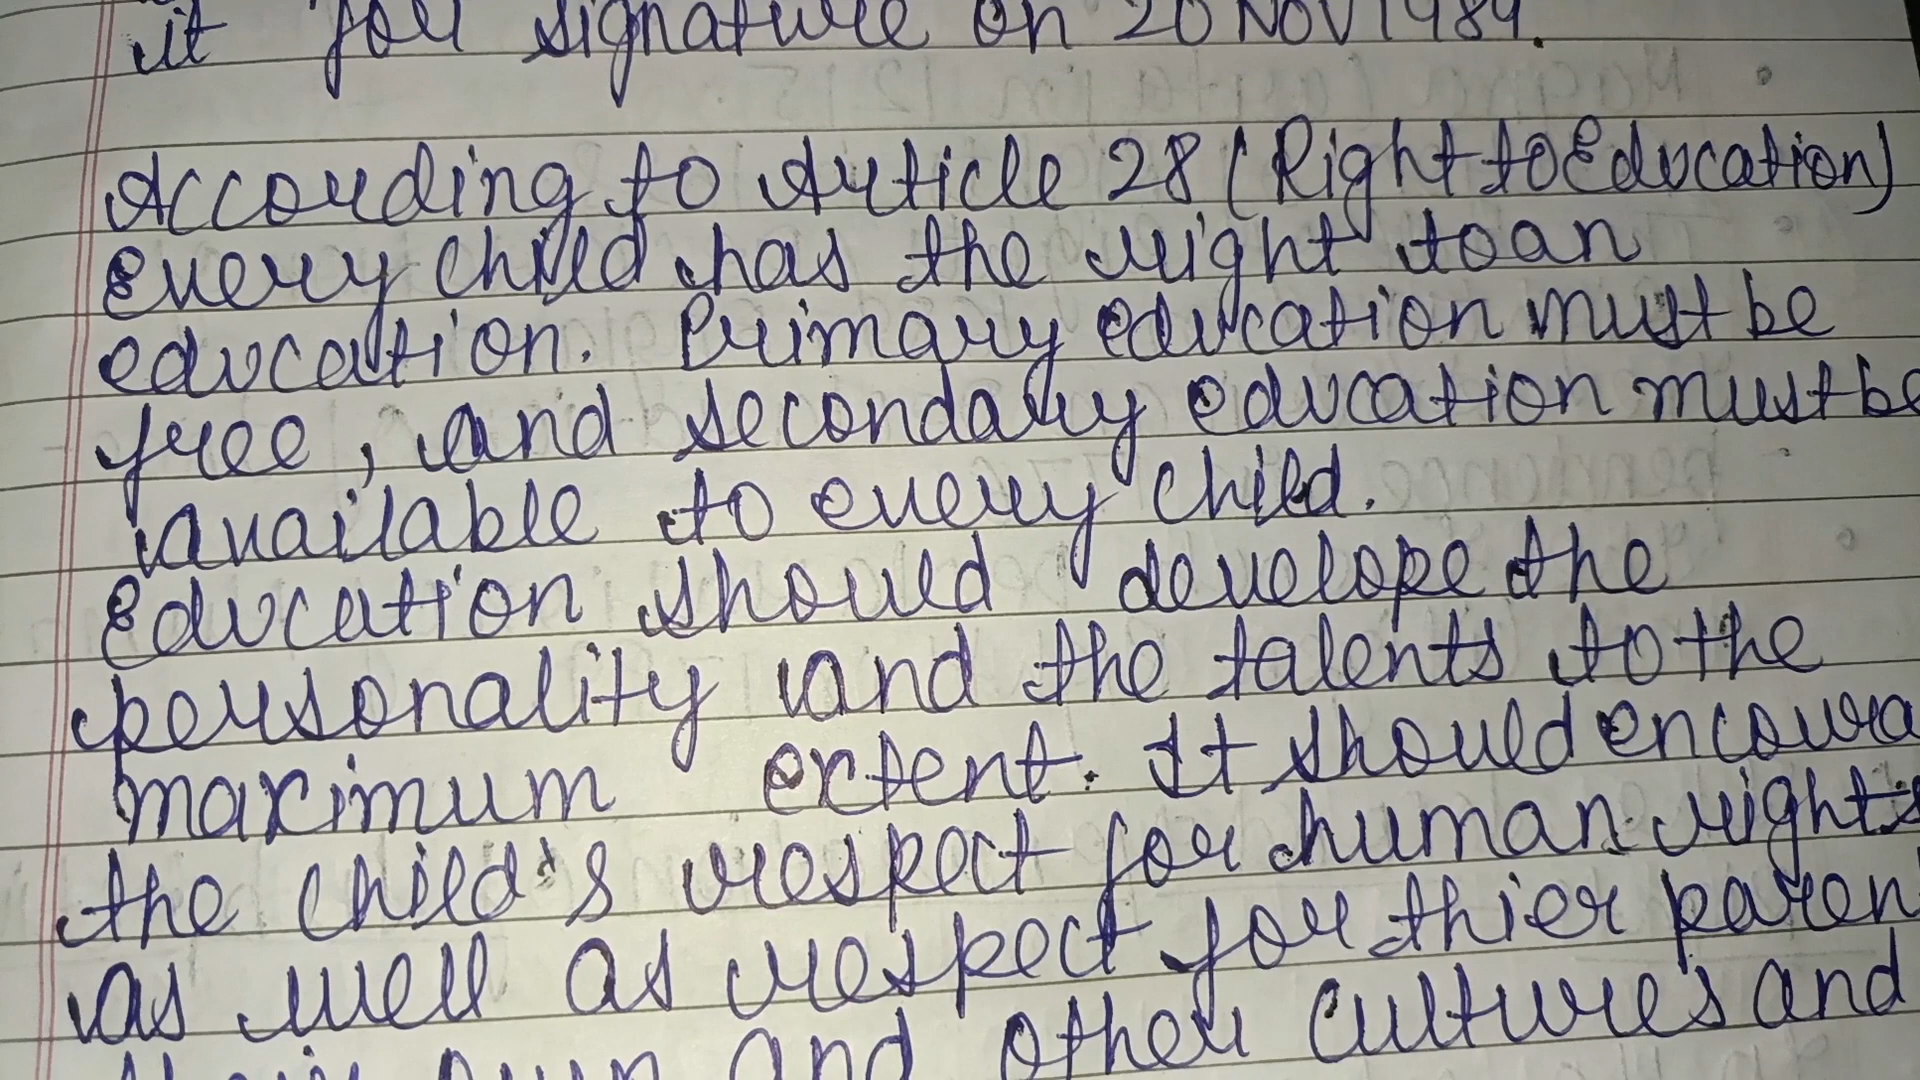 it for signature on 20 NOV 1989.
According to Article 28 (Right to Education)
every child has the right to an
education. Primary education must be
free, and secondary education must be
available to every child.
Education should develope the
personality and the talents to the
maximum extent. It should encoura
the child's respect for human rights
as well as respect for thier paren
own and other cultures and